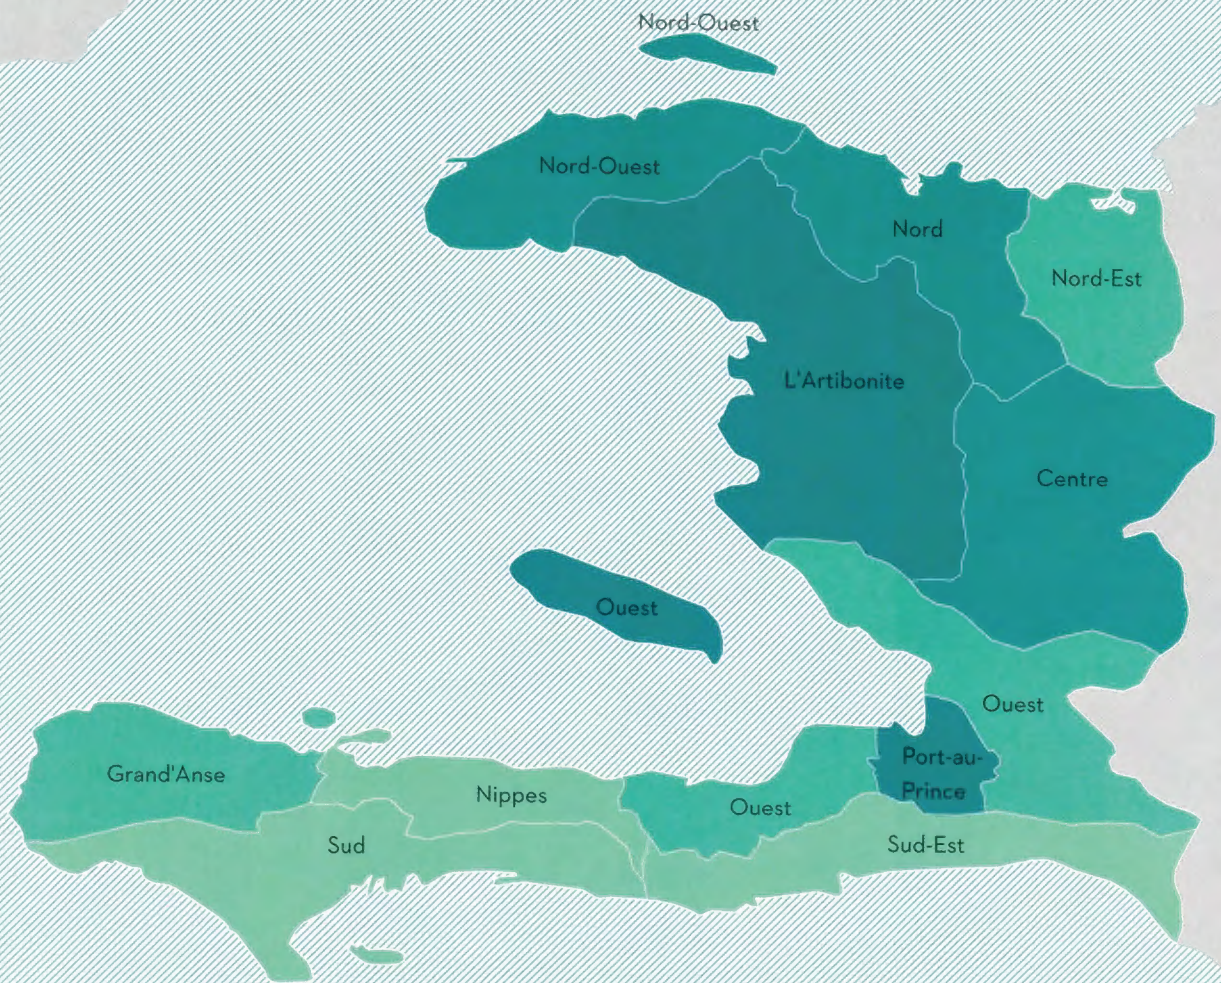 Nord-Ouest
Nord-Ouest
Nord
Nord-Est
L'Artibonite
Centre
Ouest
Ouest
Port-au-
Prince
Grand'Anse
Nippes
Ouest
Sud
Sud-Est